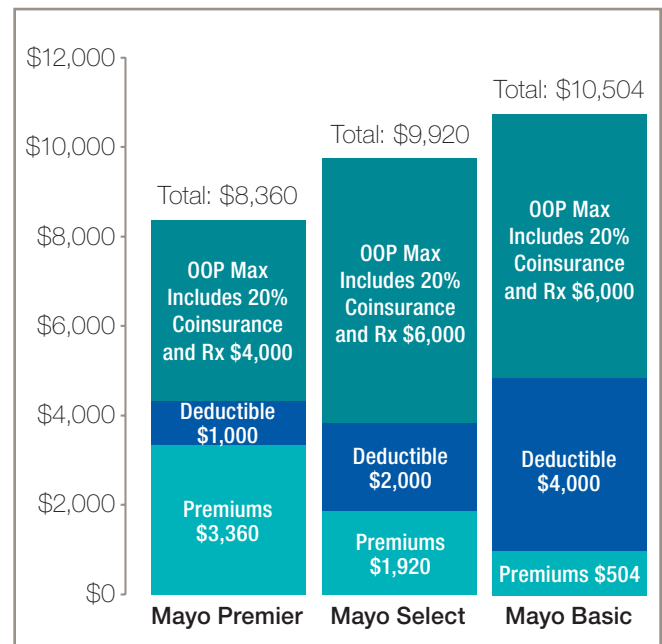 $12,000
$10,000
$8,000
$6,000
$4,000
$2,000
$0
Total: $8,360
OOP Max
Includes 20%
Coinsurance
and Rx $4,000
Deductible
$1,000
Premiums
$3,360
Mayo Premier
Total: $9,920
OOP Max
Includes 20%
Coinsurance
and Rx $6,000
Deductible
$2,000
Premiums
$1,920
Mayo Select
Total: $10,504
OOP Max
Includes 20%
Coinsurance
and Rx $6,000
Deductible
$4,000
Premiums $504
Mayo Basic